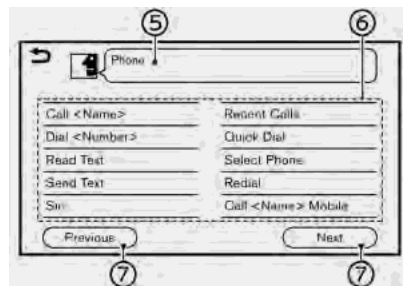 ⑤ ⑥
Phone
Call <Name> Recent Calls
Dial <Number> Quick Dial
Read Text Select Phone
Send Text Redial
Siri Call <Name> Mobile
Previous Next
⑦ ⑦